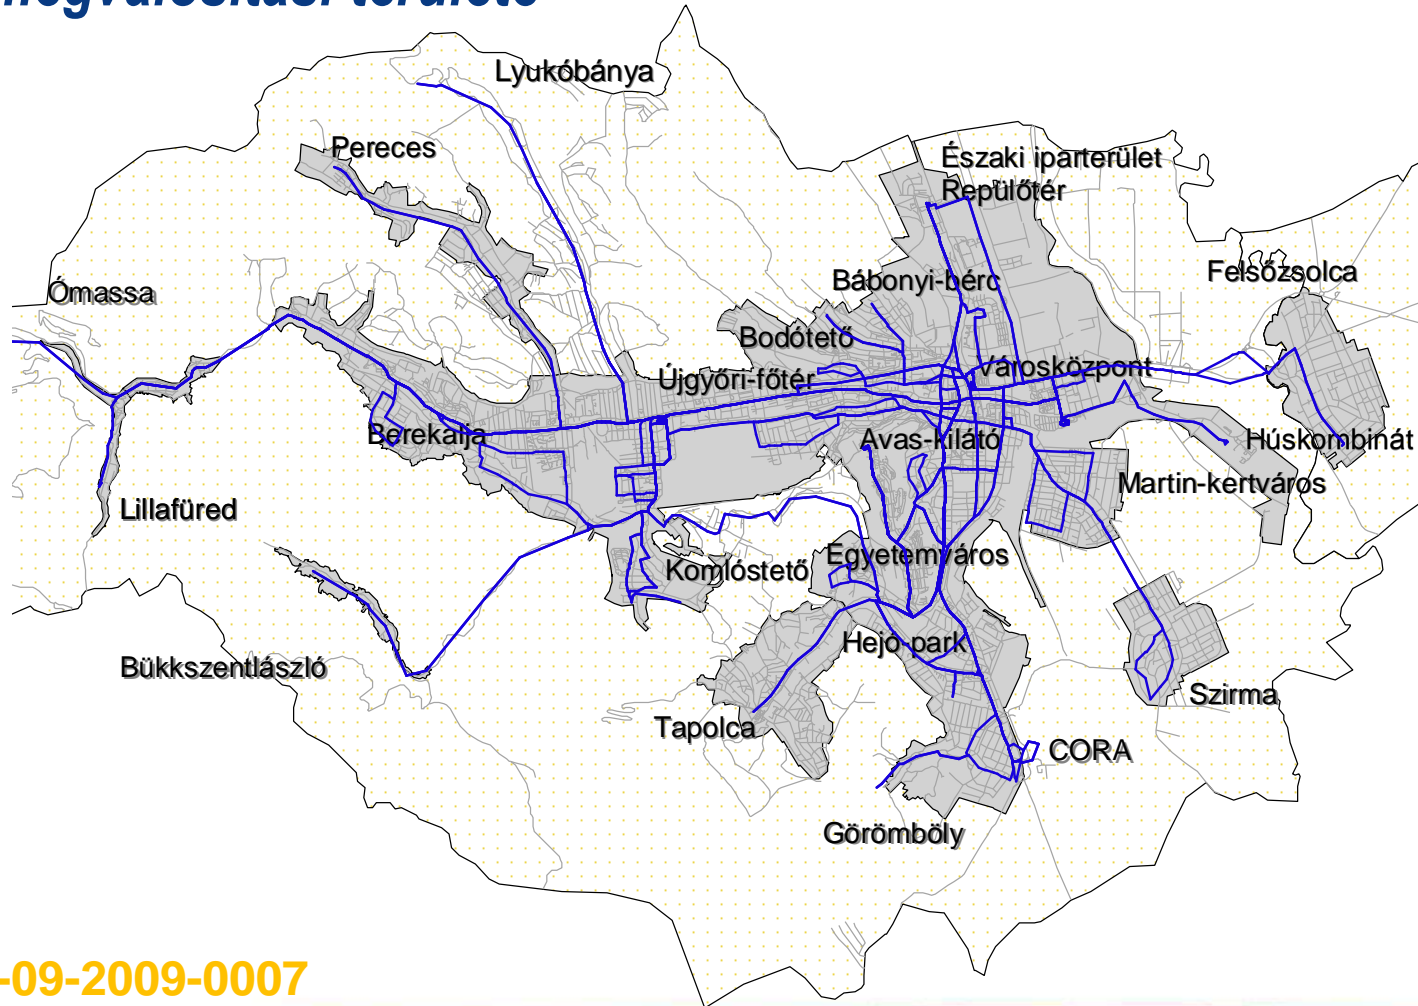 megvalósítási területe
Lyukóbánya
Pereces
Északi iparterület
Repülőtér
Felsőzsolca
Ómassa
Bábonyi-bérc
Bodótető
Városközpont
Újgyőri-főtér
Berekalja
Avas-kilátó
Húskombinát
Martin-kertváros
Lillafüred
Egyetemváros
Komlóstető
Hejő-park
Bükkszentlászló
Szirma
Tapolca
CORA
Görömböly
-09-2009-0007